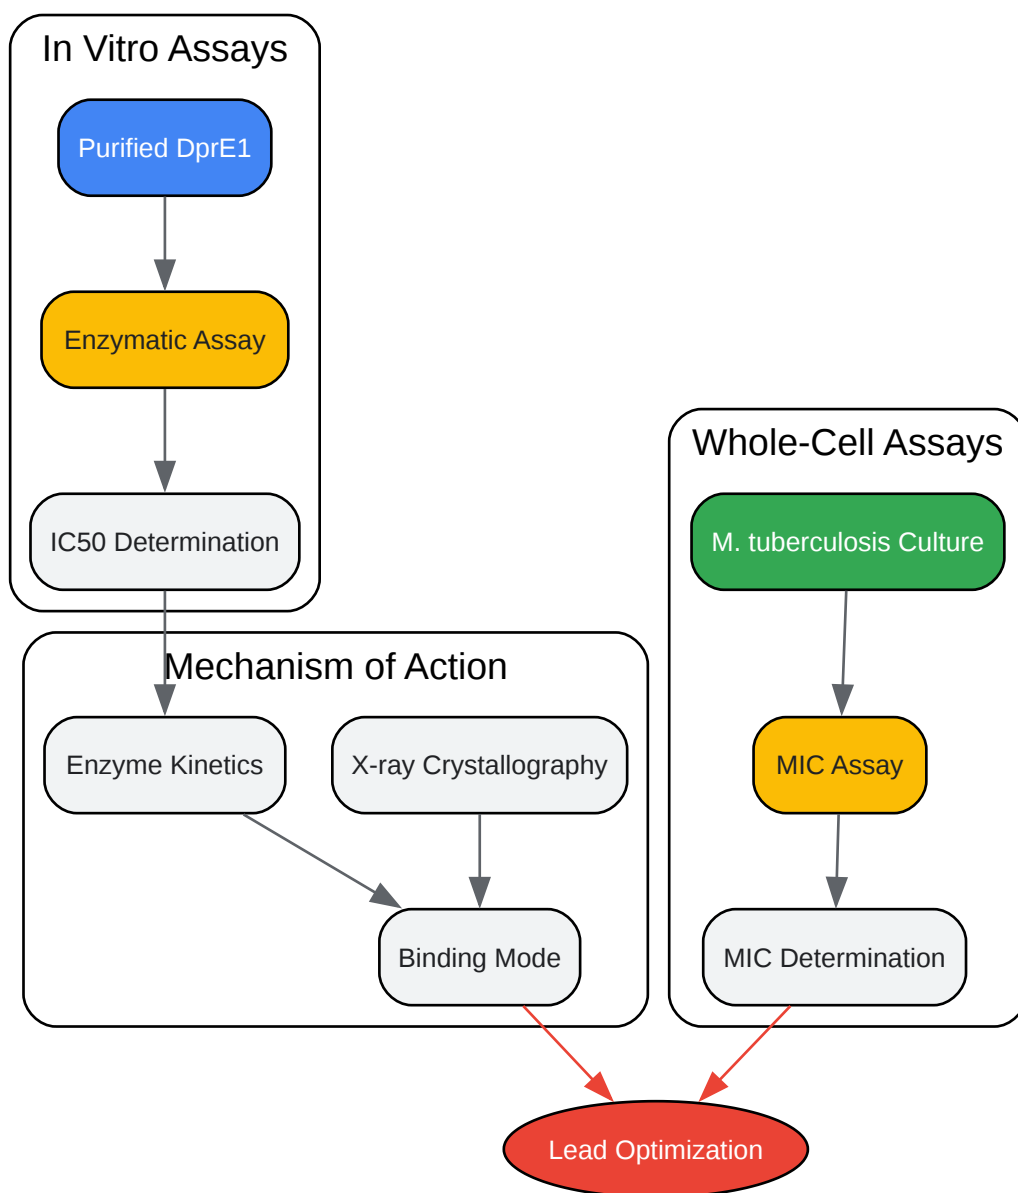 In Vitro Assays
Purified DprE1
Enzymatic Assay
IC50 Determination
Mechanism of Action
Enzyme Kinetics
X-ray Crystallography
Binding Mode
Whole-Cell Assays
M. tuberculosis Culture
MIC Assay
MIC Determination
Lead Optimization